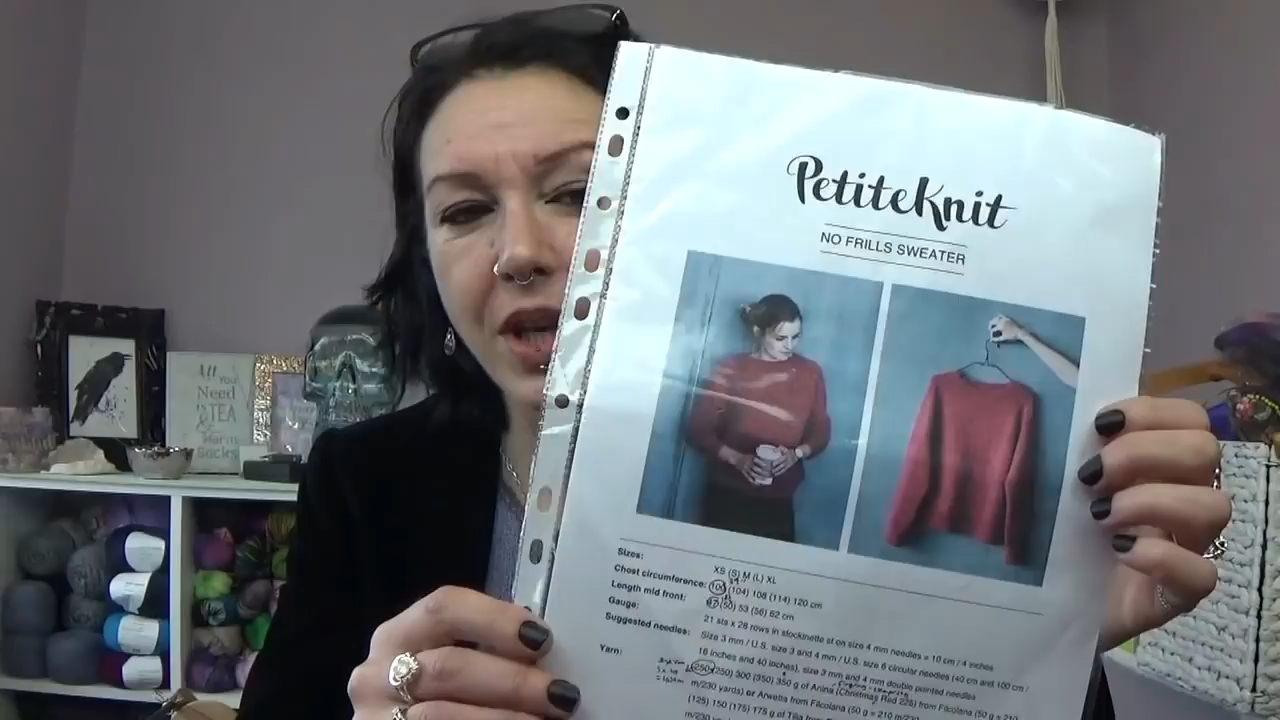 PetiteKnit
NO FRILLS SWEATER
All
You
Need
is TEA
&
Warm
Socks
Sizes: XS (S) M (L) XL
Chest circumference: (104) 108 (114) 120 cm
Length mid front: (50) 53 (56) 62 cm
Gauge: 21 sts x 28 rows in stockinette st on size 4 mm needles = 10 cm / 4 inches
Suggested needles: Size 3 mm / U.S. size 3 and 4 mm / U.S. size 6 circular needles (40 cm and 100 cm /
16 inches and 40 inches), size 3 mm and 4 mm double pointed needles
Yarn: 250 (250) 300 (350) 350 g of Anina (Christmas Red 226) from Filcolana (50 g = 210
m/230 yards) or Arwetta from Filcolana (50 g = 210 m/230
(125) 150 (175) 175 g of Tilia from
m/230